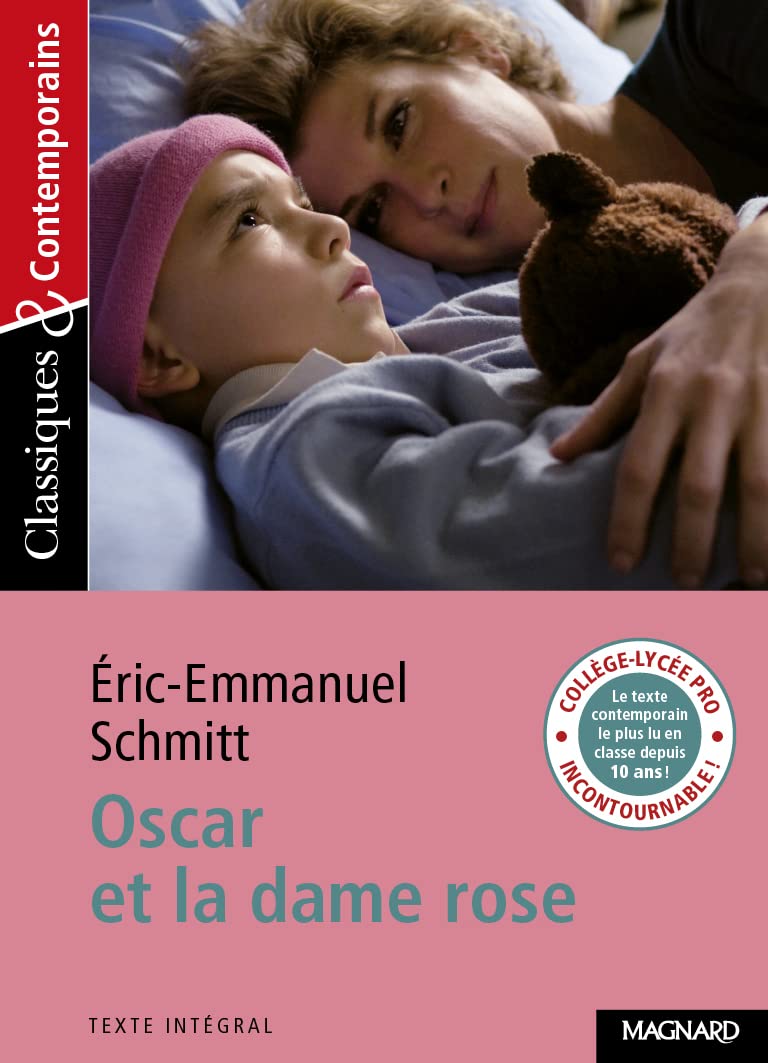 Classiques & Contemporains
Éric-Emmanuel
Schmitt
Oscar
et la dame rose
COLLÈGE-LYCÉE PRO
Le texte
contemporain
le plus lu en
classe depuis
10 ans !
INCONTOURNABLE !
TEXTE INTÉGRAL
MAGNARD